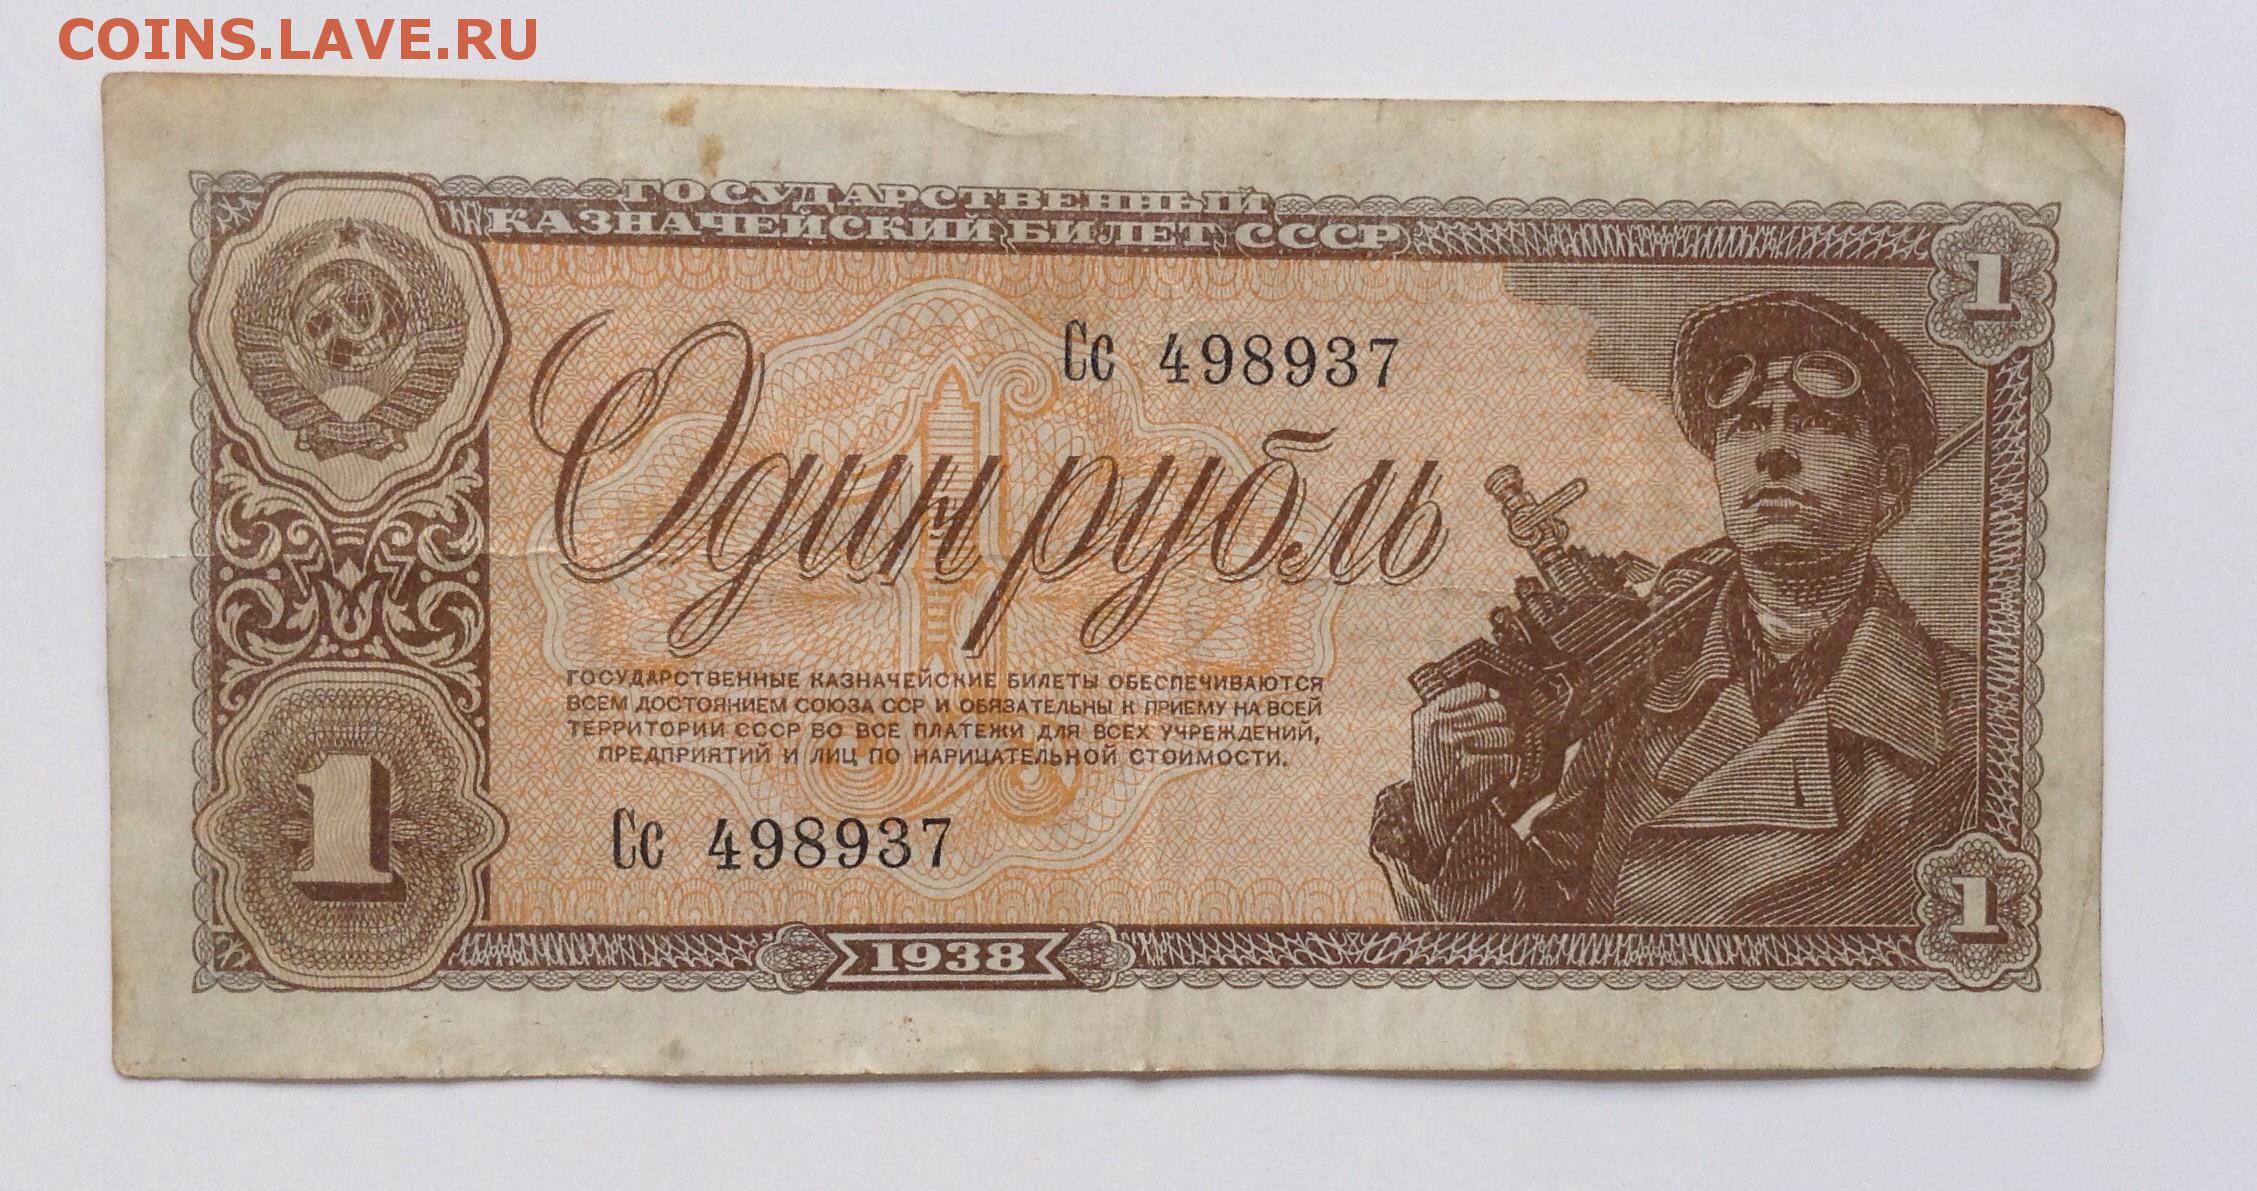 COINS.LAVE.RU
ГОСУДАРСТВЕННЫЙ
КАЗНАЧЕЙСКИЙ БИЛЕТ СССР
1
Сс 498937
Один рубль
ГОСУДАРСТВЕННЫЕ КАЗНАЧЕЙСКИЕ БИЛЕТЫ ОБЕСПЕЧИВАЮТСЯ
ВСЕМ ДОСТОЯНИЕМ СОЮЗА ССР И ОБЯЗАТЕЛЬНЫ К ПРИЕМУ НА ВСЕЙ
ТЕРРИТОРИИ СССР ВО ВСЕ ПЛАТЕЖИ ДЛЯ ВСЕХ УЧРЕЖДЕНИЙ,
ПРЕДПРИЯТИЙ И ЛИЦ ПО НАРИЦАТЕЛЬНОЙ СТОИМОСТИ.
1
Сс 498937
1
1938